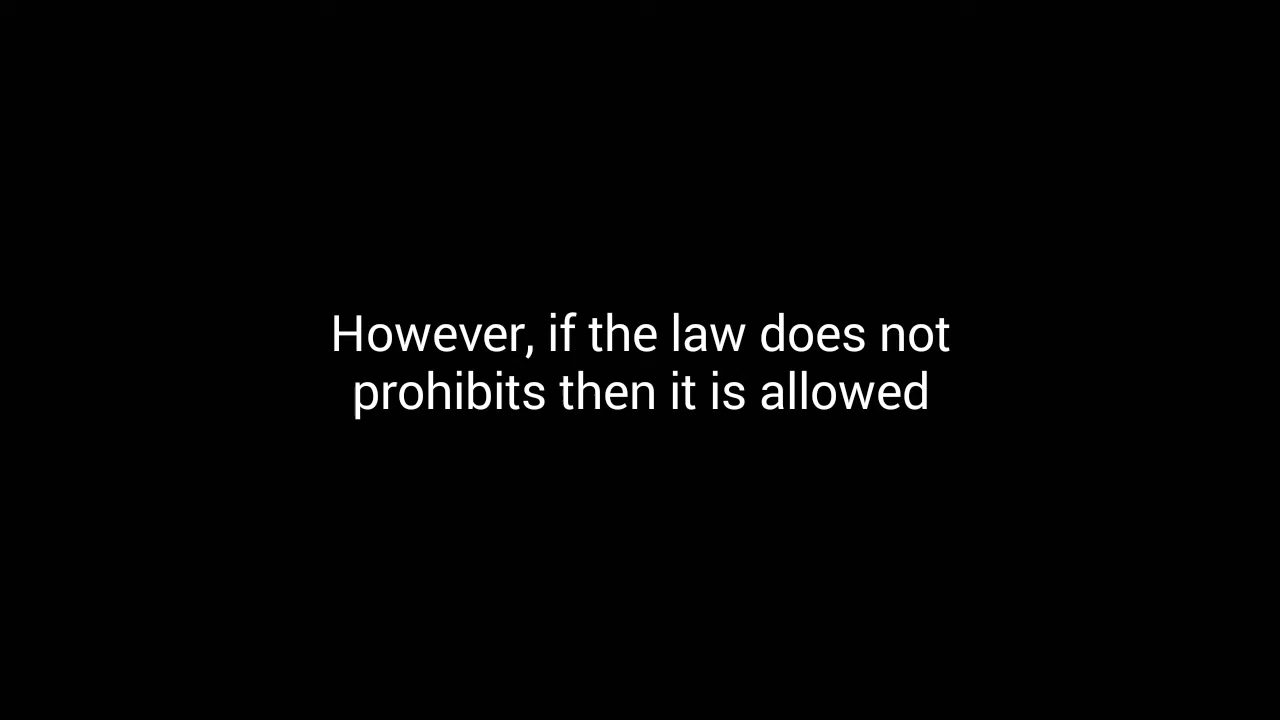 However, if the law does not
prohibits then it is allowed